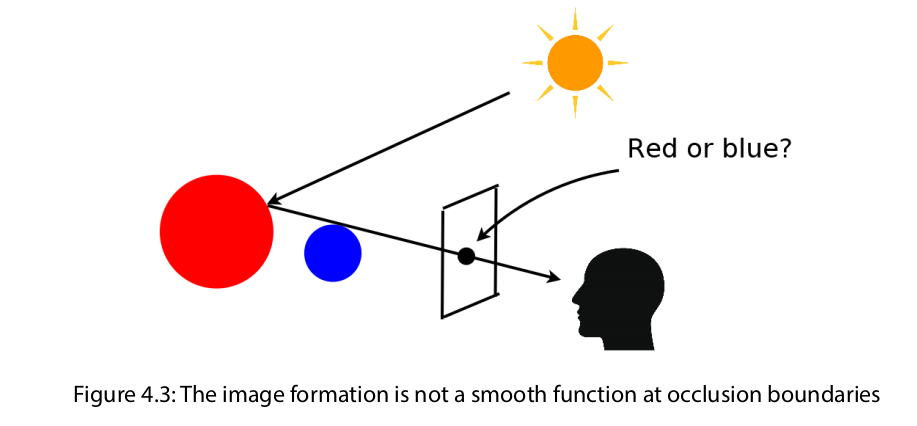 Red or blue?
Figure 4.3: The image formation is not a smooth function at occlusion boundaries